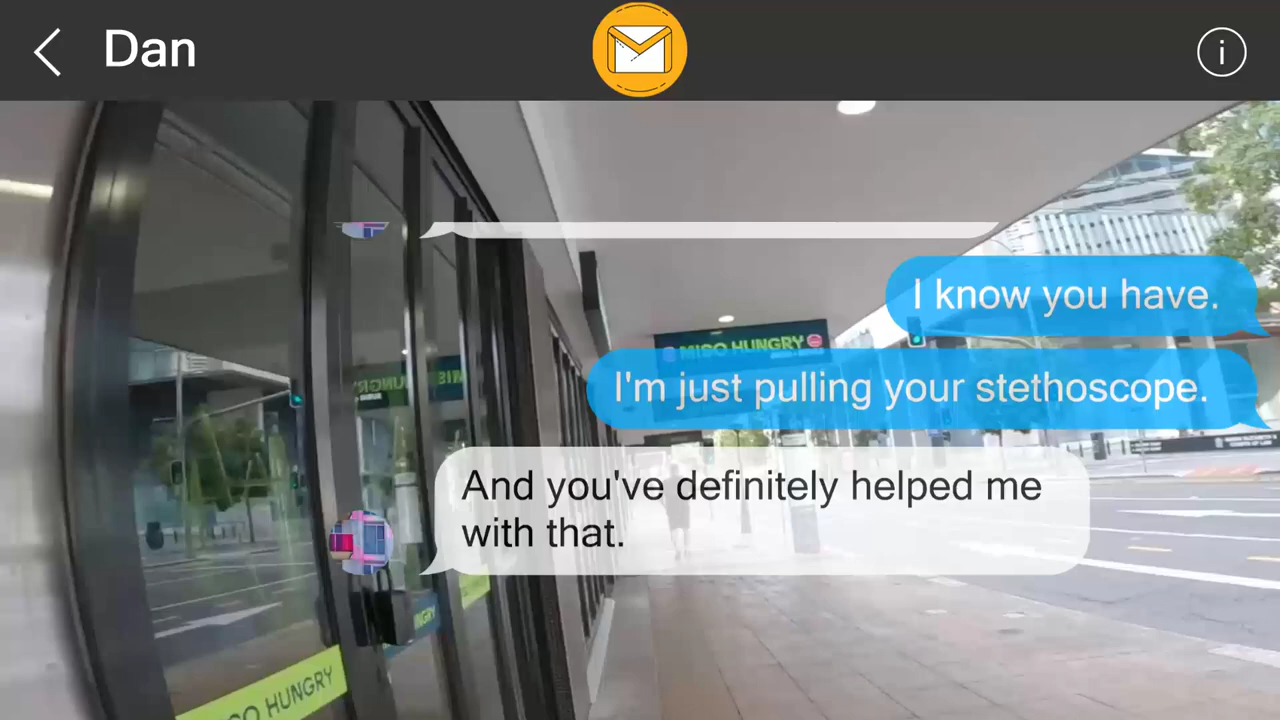 Dan
i
I know you have.
MISO HUNGRY
I'm just pulling your stethoscope.
And you've definitely helped me
with that.
HUNGRY